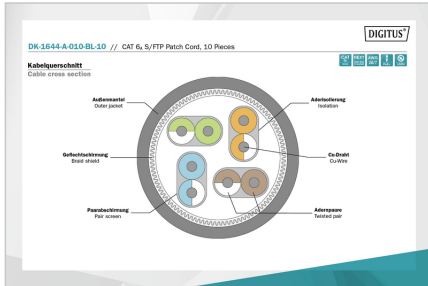 DIGITUS®
DK-1644-A-010-BL-10 // CAT 6A S/FTP Patch Cord, 10 Pieces
Kabelquerschnitt
Cable cross section
Außenmantel
Outer jacket
Aderisolierung
Isolation
Geflechtschirmung
Braid shield
Cu-Draht
Cu-Wire
Paarabschirmung
Pair screen
Adernpaare
Twisted pair